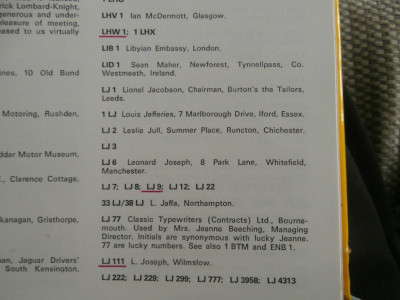 1 LHO
rick Lombard-Knight,
generous and under-
pleasure of meeting,
based to us virtually
ines, 10 Old Bond
Motoring, Rushden,
ddar Motor Museum,
E., Clarence Cottage,
kanagan, Gristhorpe,
man, Jaguar Drivers'
South Kensington.
LHV 1 Ian McDermott, Glasgow.
LHW 1; 1 LHX
LIB 1 Libyian Embassy, London.
LID 1 Sean Maher, Newforest, Tynnellpass, Co.
Westmeath, Ireland.
LJ 1 Lionel Jacobson, Chairman, Burton's the Tailors,
Leeds.
1 LJ Louis Jefferies, 7 Marlborough Drive, Ilford, Essex.
LJ 2 Leslie Jull, Summer Place, Runcton, Chichester.
LJ 3
LJ 6 Leonard Joseph, 8 Park Lane, Whitefield,
Manchester.
LJ 7; LJ 8; LJ 9; LJ 12; LJ 22
33 LJ/38 LJ L. Jaffa, Northampton.
LJ 77 Classic Typewriters (Contracts) Ltd., Bourne-
mouth. Used by Mrs. Jeanne Beeching, Managing
Director. Initials are synonymous with lucky Jeanne.
77 are lucky numbers. See also 1 BTM and ENB 1.
LJ 111 L. Joseph, Wilmslow.
LJ 222; LJ 229; LJ 299; LJ 777; LJ 3958; LJ 4313